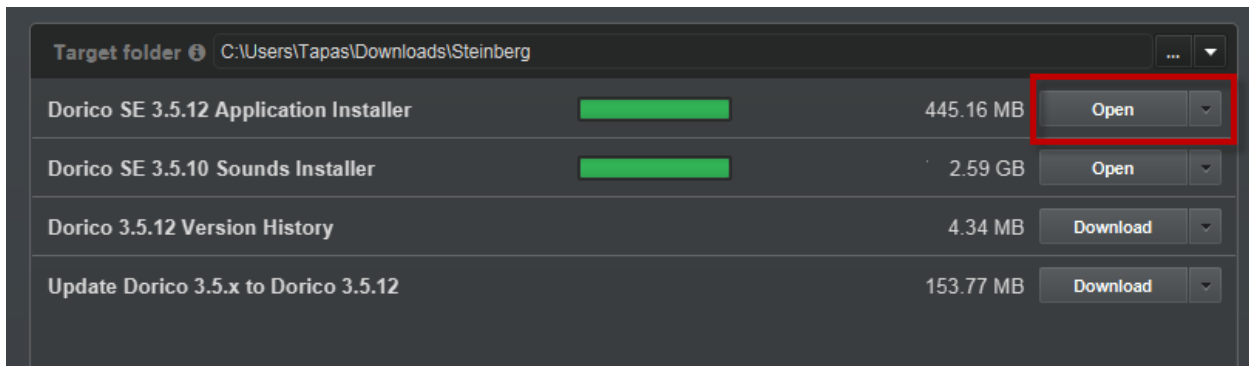 Target folder C:\Users\Tapas\Downloads\Steinberg ...
Dorico SE 3.5.12 Application Installer 445.16 MB Open
Dorico SE 3.5.10 Sounds Installer 2.59 GB Open
Dorico 3.5.12 Version History 4.34 MB Download
Update Dorico 3.5.x to Dorico 3.5.12 153.77 MB Download